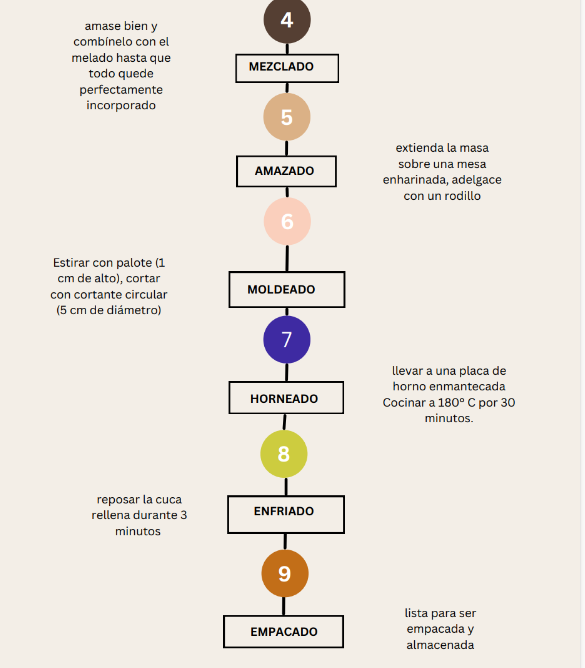 4
amase bien y
combínelo con el
melado hasta que
todo quede
perfectamente
incorporado
MEZCLADO
5
AMAZADO
extienda la masa
sobre una mesa
enharinada, adelgace
con un rodillo
6
Estirar con palote (1
cm de alto), cortar
con cortante circular
(5 cm de diámetro)
MOLDEADO
7
HORNEADO
llevar a una placa de
horno enmantecada
Cocinar a 180º C por 30
minutos.
8
reposar la cuca
rellena durante 3
minutos
ENFRIADO
9
EMPACADO
lista para ser
empacada y
almacenada